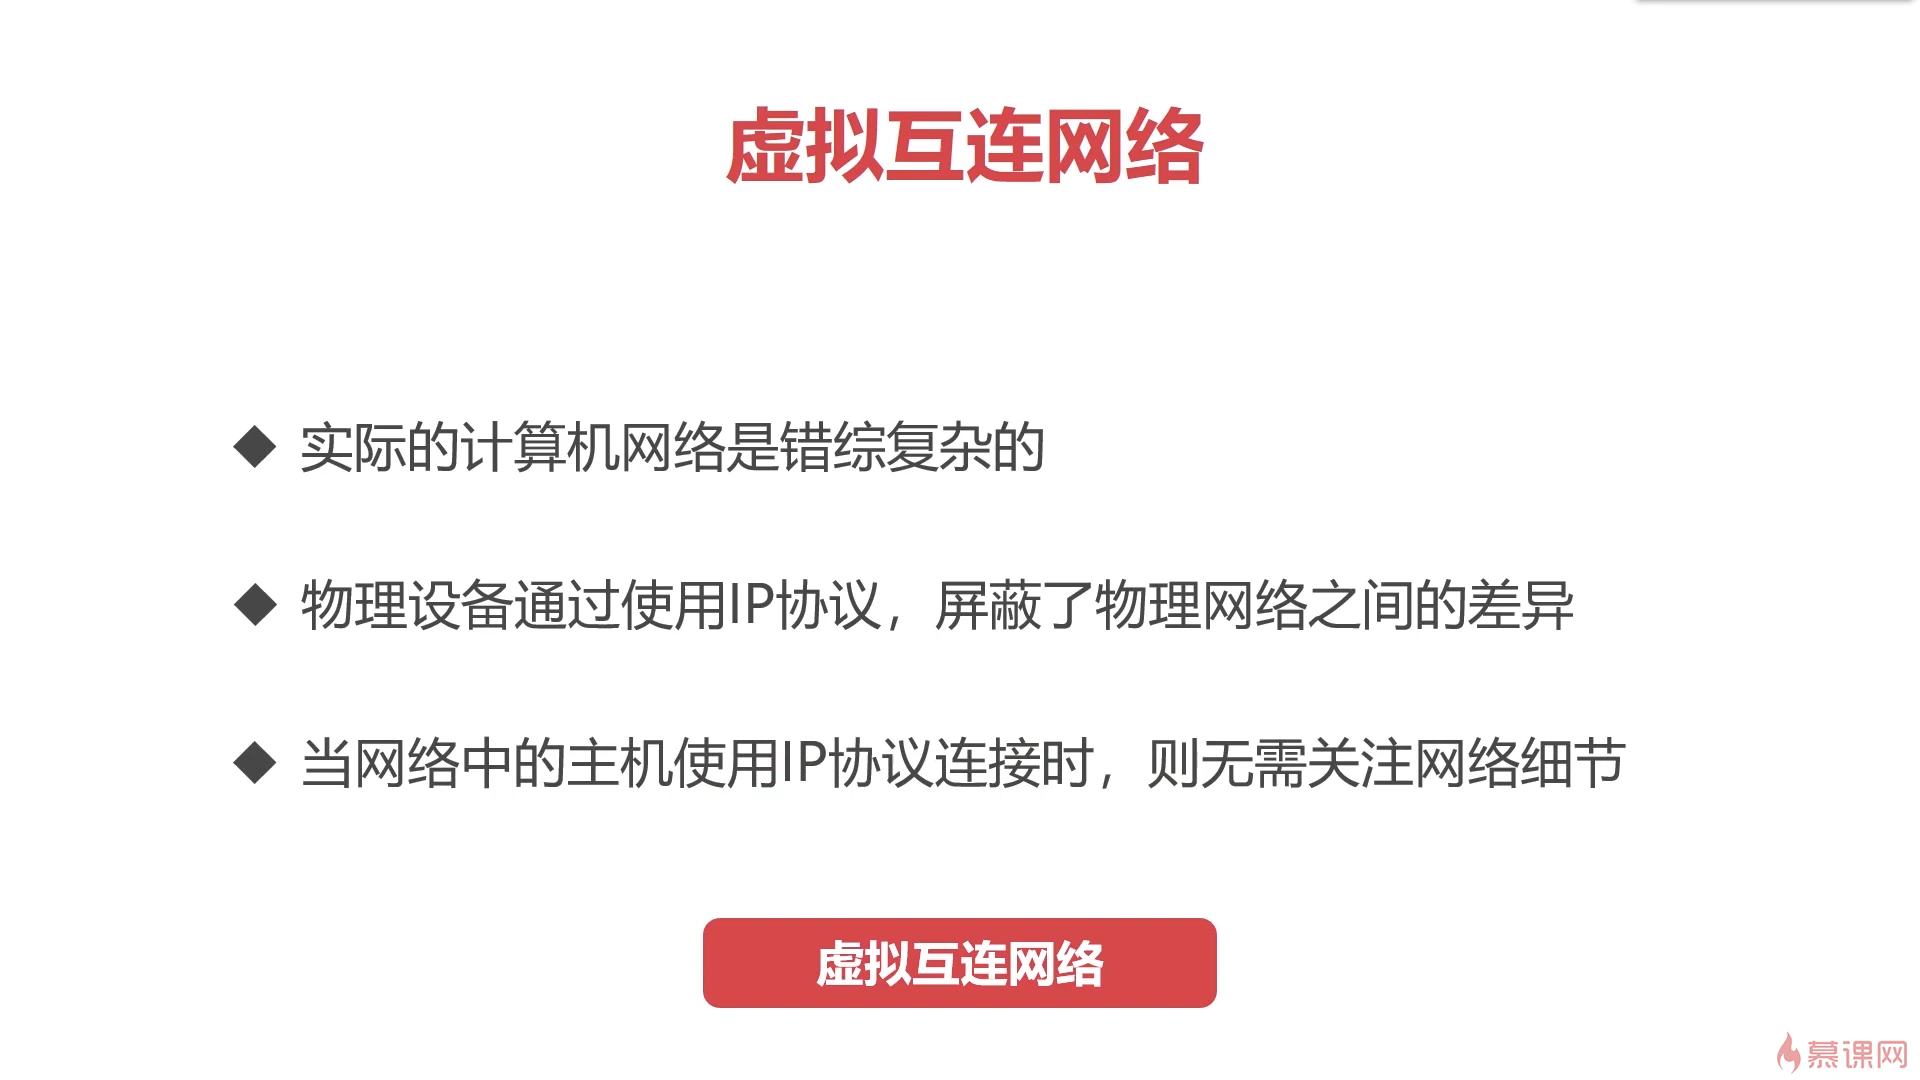 虚拟互连网络
实际的计算机网络是错综复杂的
物理设备通过使用IP协议，屏蔽了物理网络之间的差异
当网络中的主机使用IP协议连接时，则无需关注网络细节
虚拟互连网络
慕课网